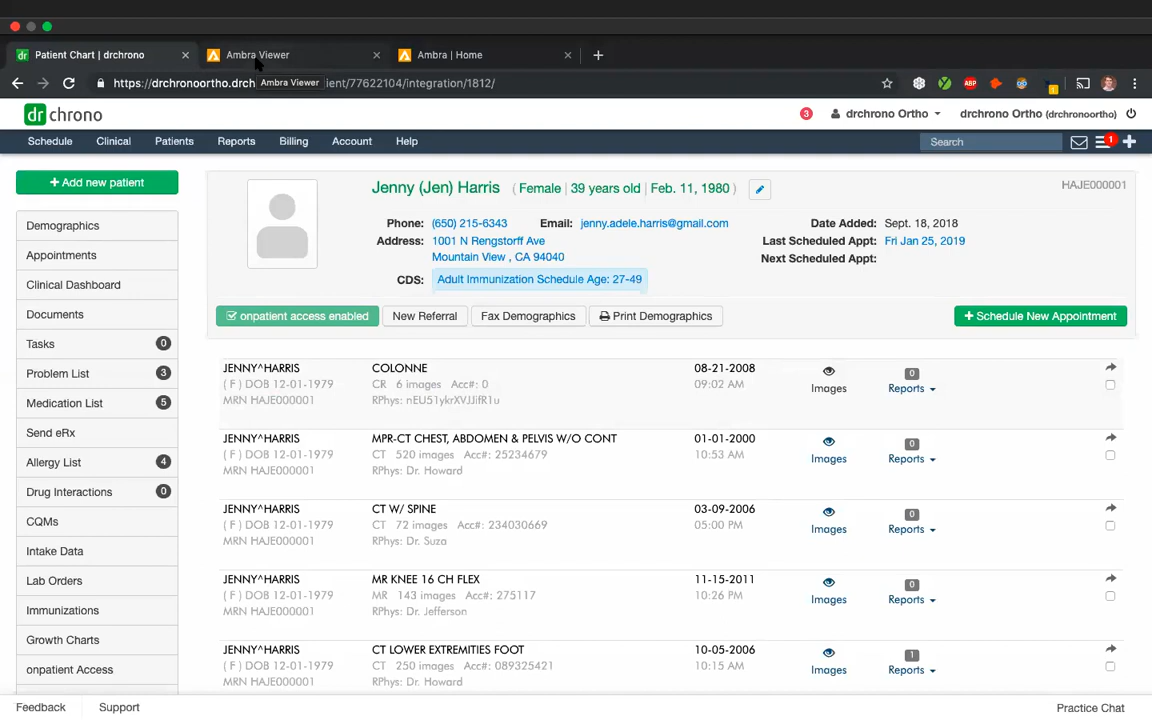 Patient Chart | drchrono
Ambra Viewer
Ambra | Home
https://drchronoortho.drch
Ambra Viewer
ient/77622104/integration/1812/
ABP
1
dr chrono
3
drchrono Ortho
drchrono Ortho (drchronoortho)
Schedule Clinical Patients Reports Billing Account Help
Search
1
+ Add new patient
Demographics
Appointments
Clinical Dashboard
Documents
Tasks 0
Problem List 3
Medication List 5
Send eRx
Allergy List 4
Drug Interactions 0
CQMs
Intake Data
Lab Orders
Immunizations
Growth Charts
onpatient Access
Jenny (Jen) Harris ( Female | 39 years old | Feb. 11, 1980 )
HAJE000001
Phone: (650) 215-6343 Email: jenny.adele.harris@gmail.com Date Added: Sept. 18, 2018
Address: 1001 N Rengstorff Ave Last Scheduled Appt: Fri Jan 25, 2019
Mountain View , CA 94040 Next Scheduled Appt:
CDS: Adult Immunization Schedule Age: 27-49
onpatient access enabled New Referral Fax Demographics Print Demographics + Schedule New Appointment
JENNY^HARRIS COLONNE 08-21-2008 0
( F ) DOB 12-01-1979 CR 6 images Acc#: 0 09:02 AM Images Reports
MRN HAJE000001 RPhys: nEU51ykrXVJJifR1u
JENNY^HARRIS MPR-CT CHEST, ABDOMEN & PELVIS W/O CONT 01-01-2000 0
( F ) DOB 12-01-1979 CT 520 images Acc#: 25234679 10:53 AM Images Reports
MRN HAJE000001 RPhys: Dr. Howard
JENNY^HARRIS CT W/ SPINE 03-09-2006 0
( F ) DOB 12-01-1979 CT 72 images Acc#: 234030669 05:00 PM Images Reports
MRN HAJE000001 RPhys: Dr. Suza
JENNY^HARRIS MR KNEE 16 CH FLEX 11-15-2011 0
( F ) DOB 12-01-1979 MR 143 images Acc#: 275117 10:26 PM Images Reports
MRN HAJE000001 RPhys: Dr. Jefferson
JENNY^HARRIS CT LOWER EXTREMITIES FOOT 10-05-2006 1
( F ) DOB 12-01-1979 CT 250 images Acc#: 089325421 10:15 AM Images Reports
MRN HAJE000001 RPhys: Dr. Howard
Feedback Support Practice Chat